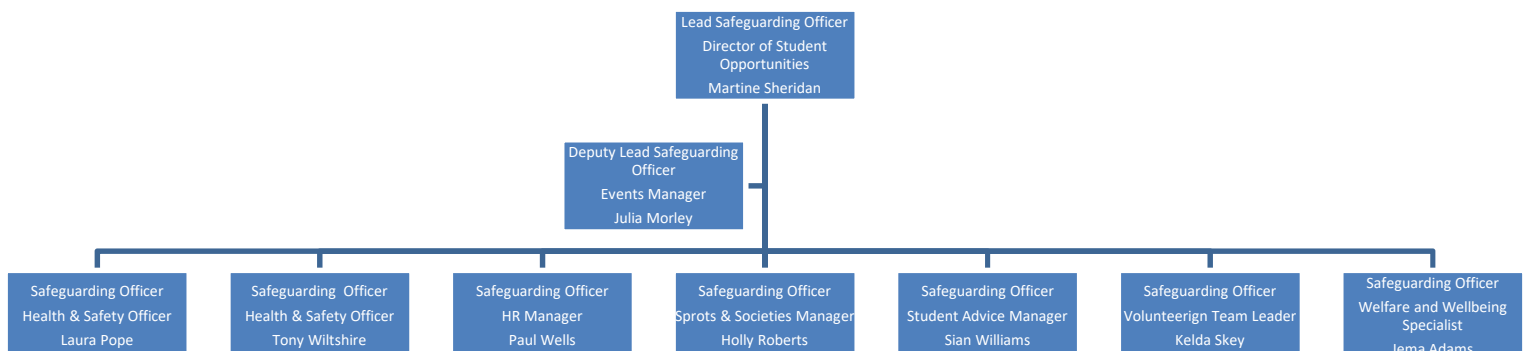 Lead Safeguarding Officer
Director of Student
Opportunities
Martine Sheridan
Deputy Lead Safeguarding
Officer
Events Manager
Julia Morley
Safeguarding Officer
Health & Safety Officer
Laura Pope
Safeguarding Officer
Health & Safety Officer
Tony Wiltshire
Safeguarding Officer
HR Manager
Paul Wells
Safeguarding Officer
Sprots & Societies Manager
Holly Roberts
Safeguarding Officer
Student Advice Manager
Sian Williams
Safeguarding Officer
Volunteerign Team Leader
Kelda Skey
Safeguarding Officer
Welfare and Wellbeing
Specialist
Jema Adams